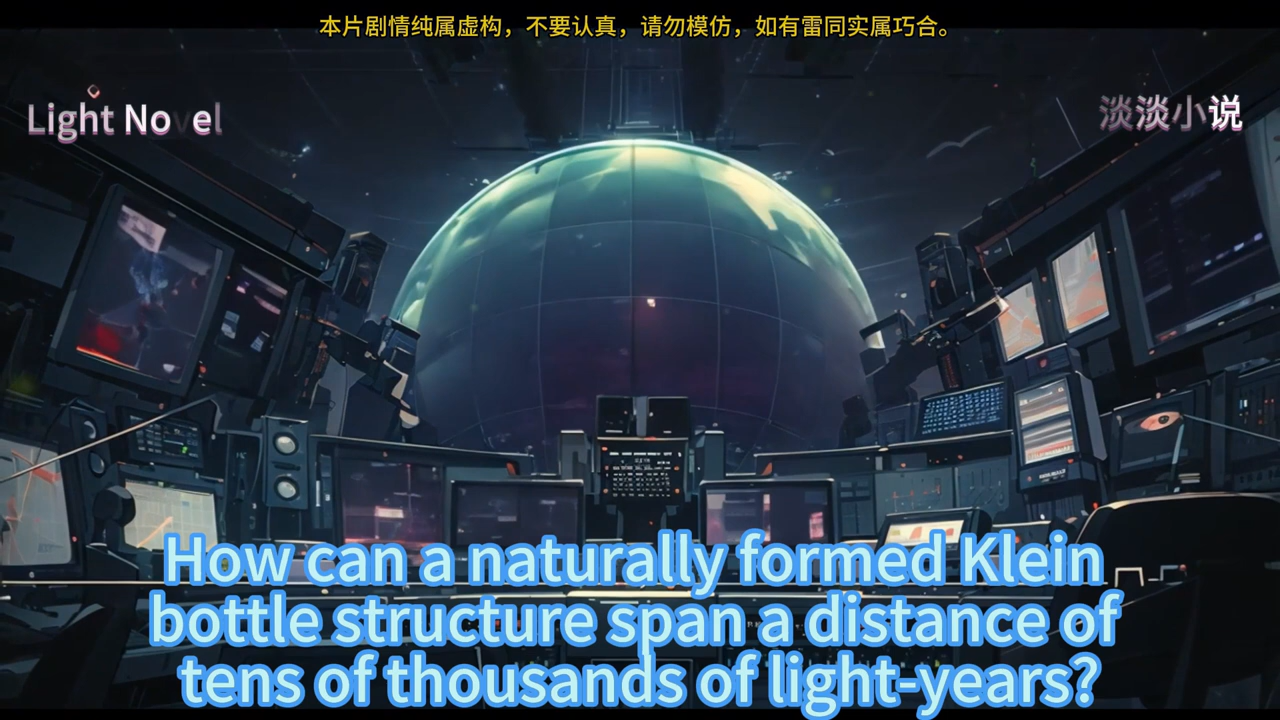 本片剧情纯属虚构，不要认真，请勿模仿，如有雷同实属巧合。
Light No el
淡淡小说
How can a naturally formed Klein
bottle structure span a distance of
tens of thousands of light-years?